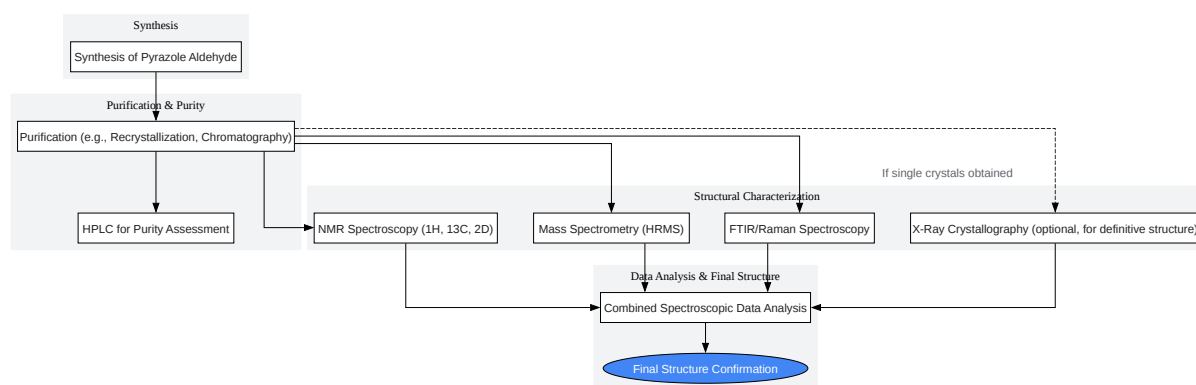 Synthesis
Synthesis of Pyrazole Aldehyde
Purification & Purity
Purification (e.g., Recrystallization, Chromatography)
If single crystals obtained
Structural Characterization
HPLC for Purity Assessment
NMR Spectroscopy (1H, 13C, 2D)
Mass Spectrometry (HRMS)
FTIR/Raman Spectroscopy
X-Ray Crystallography (optional, for definitive structure)
Data Analysis & Final Structure
Combined Spectroscopic Data Analysis
Final Structure Confirmation